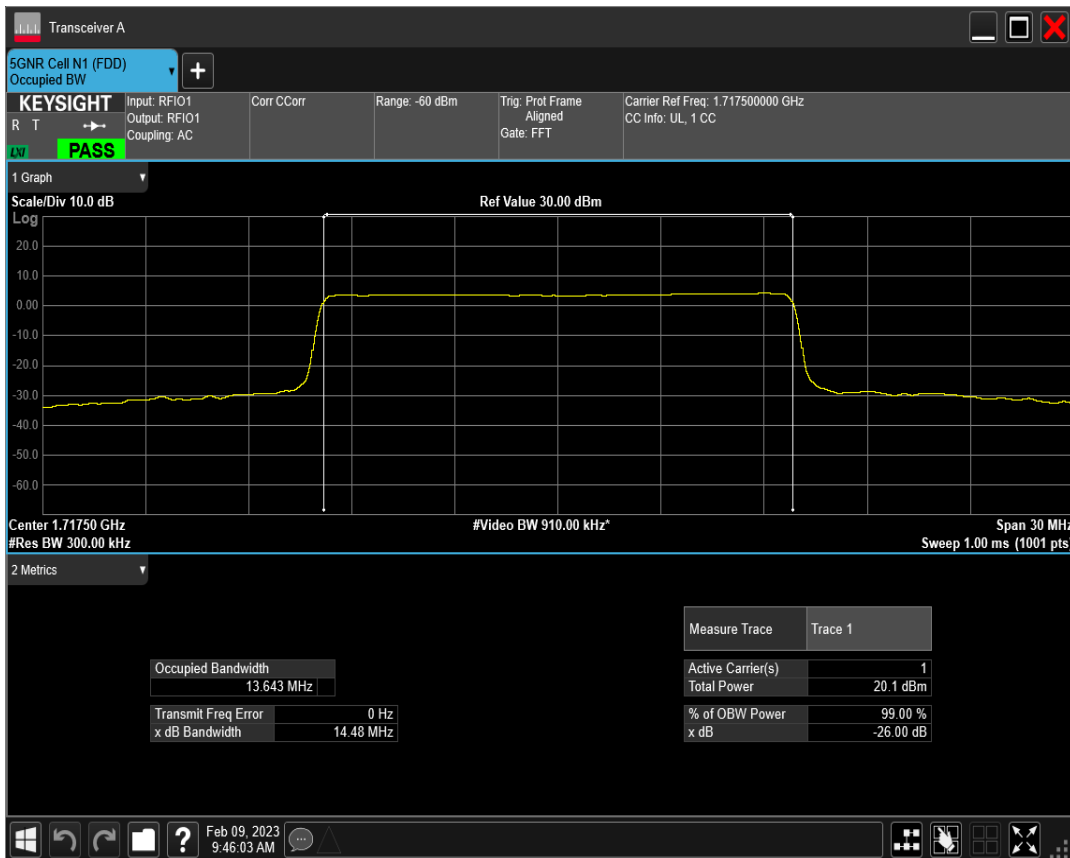 Transceiver A
5GNR Cell N1 (FDD)
Occupied BW
+
KEYSIGHT
R T
LXI
PASS
Input: RFIO1
Output: RFIO1
Coupling: AC
Corr CCorr
Range: -60 dBm
Trig: Prot Frame
Aligned
Gate: FFT
Carrier Ref Freq: 1.717500000 GHz
CC Info: UL, 1 CC
1 Graph
Scale/Div 10.0 dB
Ref Value 30.00 dBm
Log
20.0
10.0
0.00
-10.0
-20.0
-30.0
-40.0
-50.0
-60.0
Center 1.71750 GHz
#Video BW 910.00 kHz*
Span 30 MHz
#Res BW 300.00 kHz
Sweep 1.00 ms (1001 pts)
2 Metrics
Measure Trace Trace 1
Occupied Bandwidth
13.643 MHz
Active Carrier(s) 1
Total Power 20.1 dBm
Transmit Freq Error 0 Hz
x dB Bandwidth 14.48 MHz
% of OBW Power 99.00 %
x dB -26.00 dB
?
Feb 09, 2023
9:46:03 AM